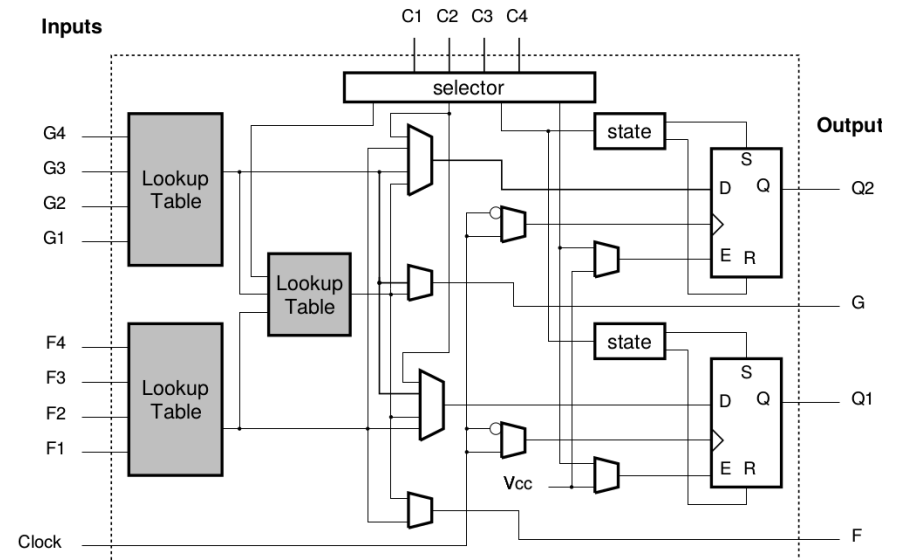 C1 C2 C3 C4
Inputs
selector
G4
G3
G2
G1
Lookup
Table
state
Output
S
D Q
Q2
E R
Lookup
Table
G
F4
F3
F2
F1
Lookup
Table
state
S
D Q
Q1
E R
Vcc
Clock
F